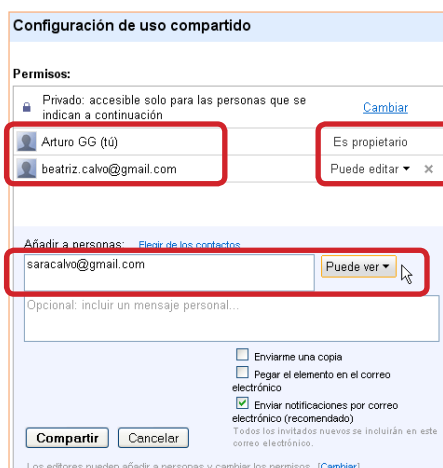 Configuración de uso compartido
Permisos:
Privado: accesible solo para las personas que se
indican a continuación
Cambiar
Arturo GG (tú)
Es propietario
beatriz.calvo@gmail.com
Puede editar
Añadir a personas: Elegir de los contactos
saracalvo@gmail.com
Puede ver
Opcional: incluir un mensaje personal...
Enviarme una copia
Pegar el elemento en el correo
electrónico
Enviar notificaciones por correo
electrónico (recomendado)
Todos los invitados nuevos se incluirán en este
correo electrónico.
Compartir
Cancelar
Los editores pueden añadir a personas y cambiar los permisos. [Cambiar]